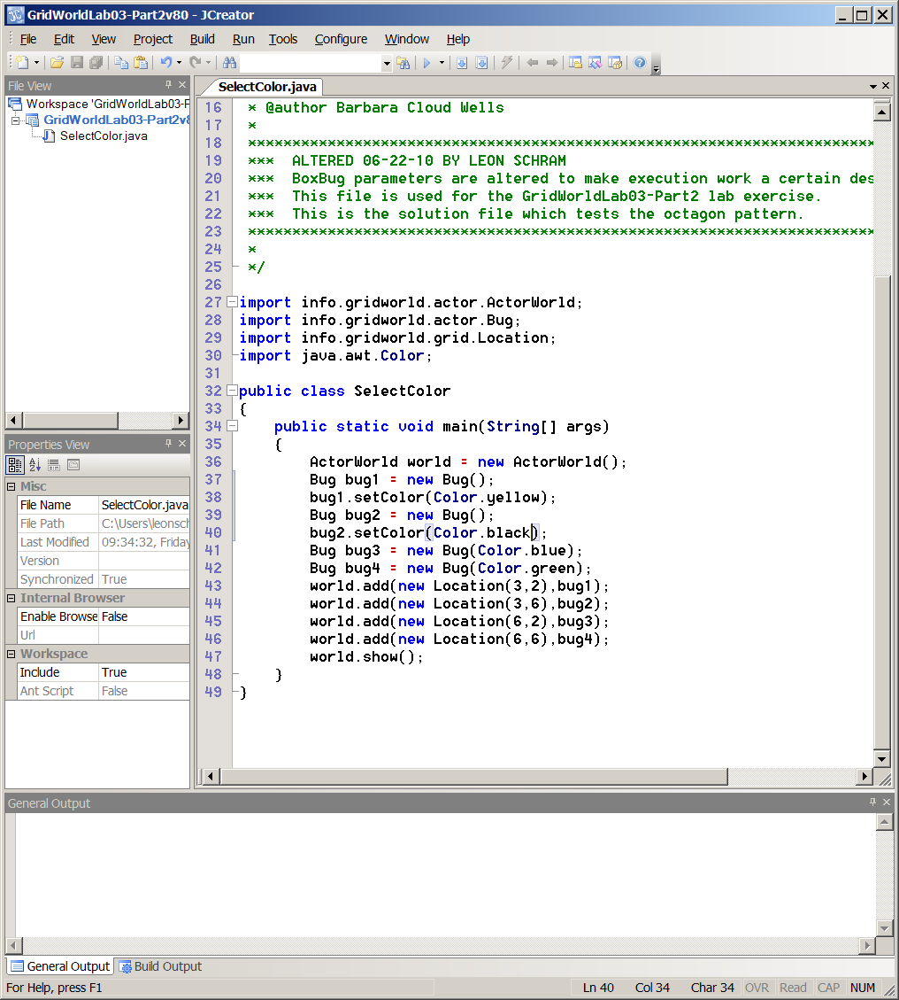 GridWorldLab03-Part2v80 - JCreator
File Edit View Project Build Run Tools Configure Window Help
File View
Workspace 'GridWorldLab03-P
GridWorldLab03-Part2v8
SelectColor.java
Properties View
Misc
File Name SelectColor.java
File Path C:\Users\leonsch
Last Modified 09:34:32, Friday
Version
Synchronized True
Internal Browser
Enable Browse False
Url
Workspace
Include True
Ant Script False
SelectColor.java
16 * @author Barbara Cloud Wells
17 *
18 ***********************************************************************
19 *** ALTERED 06-22-10 BY LEON SCHRAM
20 *** BoxBug parameters are altered to make execution work a certain des
21 *** This file is used for the GridWorldLab03-Part2 lab exercise.
22 *** This is the solution file which tests the octagon pattern.
23 ***********************************************************************
24 *
25 */
26
27 import info.gridworld.actor.ActorWorld;
28 import info.gridworld.actor.Bug;
29 import info.gridworld.grid.Location;
30 import java.awt.Color;
31
32 public class SelectColor
33 {
34 public static void main(String[] args)
35 {
36 ActorWorld world = new ActorWorld();
37 Bug bug1 = new Bug();
38 bug1.setColor(Color.yellow);
39 Bug bug2 = new Bug();
40 bug2.setColor(Color.black);
41 Bug bug3 = new Bug(Color.blue);
42 Bug bug4 = new Bug(Color.green);
43 world.add(new Location(3,2),bug1);
44 world.add(new Location(3,6),bug2);
45 world.add(new Location(6,2),bug3);
46 world.add(new Location(6,6),bug4);
47 world.show();
48 }
49 }
General Output
General Output Build Output
For Help, press F1 Ln 40 Col 34 Char 34 OVR Read CAP NUM